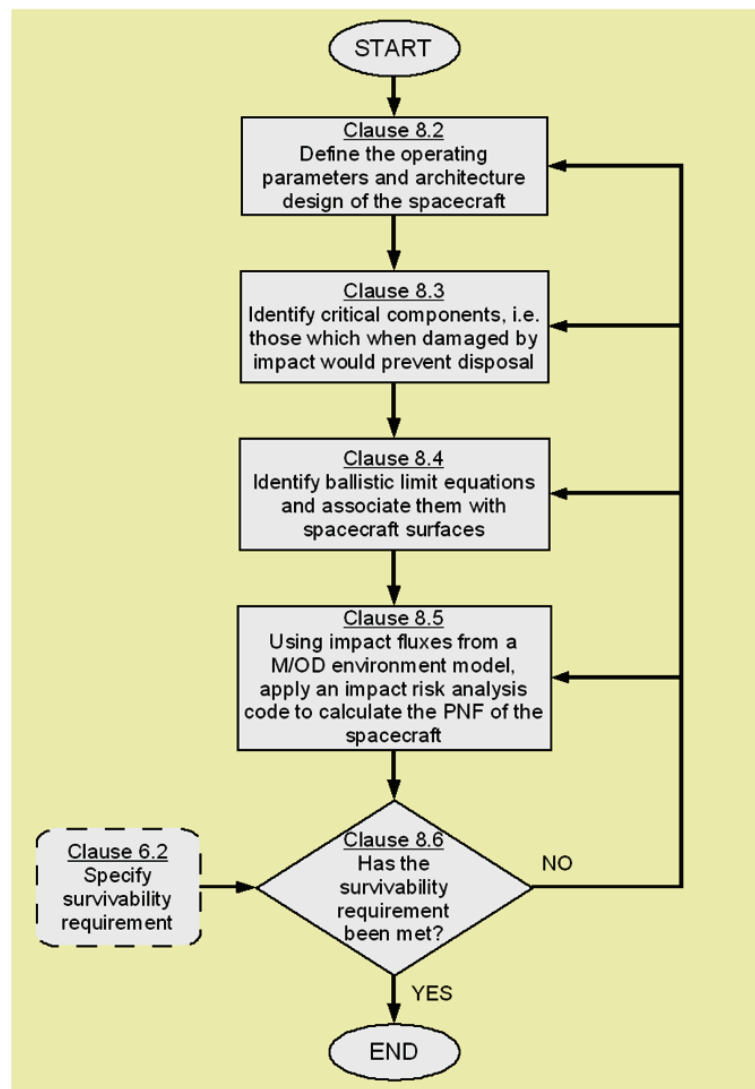 START
Clause 8.2
Define the operating
parameters and architecture
design of the spacecraft
Clause 8.3
Identify critical components, i.e.
those which when damaged by
impact would prevent disposal
Clause 8.4
Identify ballistic limit equations
and associate them with
spacecraft surfaces
Clause 8.5
Using impact fluxes from a
M/OD environment model,
apply an impact risk analysis
code to calculate the PNF of the
spacecraft
Clause 6.2
Specify
survivability
requirement
Clause 8.6
Has the
survivability
requirement
been met?
NO
YES
END